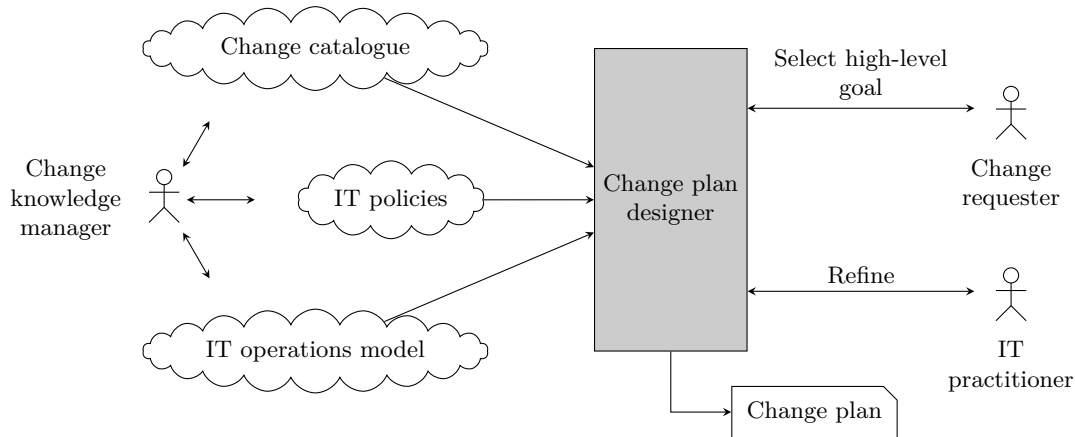 Change catalogue
Select high-level
goal
Change
knowledge
manager
IT policies
Change plan
designer
Change
requester
Refine
IT operations model
IT
practitioner
Change plan